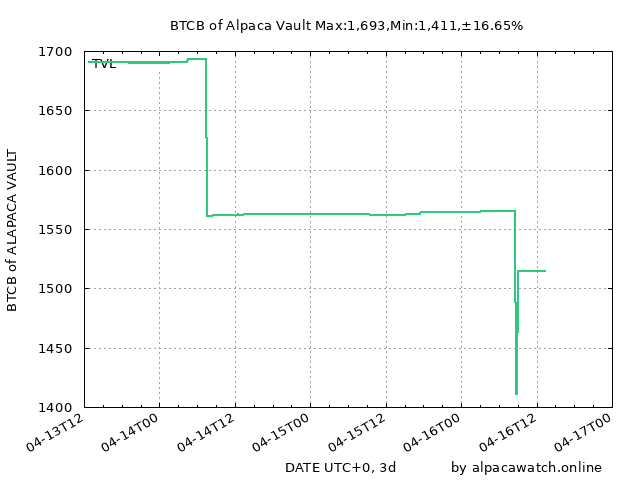 BTCB of Alpaca Vault Max:1,693,Min:1,411,±16.65%
BTCB of ALAPACA VAULT
1700
1650
1600
1550
1500
1450
1400
TVL
04-13T12
04-14T00
04-14T12
04-15T00
04-15T12
04-16T00
04-16T12
04-17T00
DATE UTC+0, 3d
by alpacawatch.online